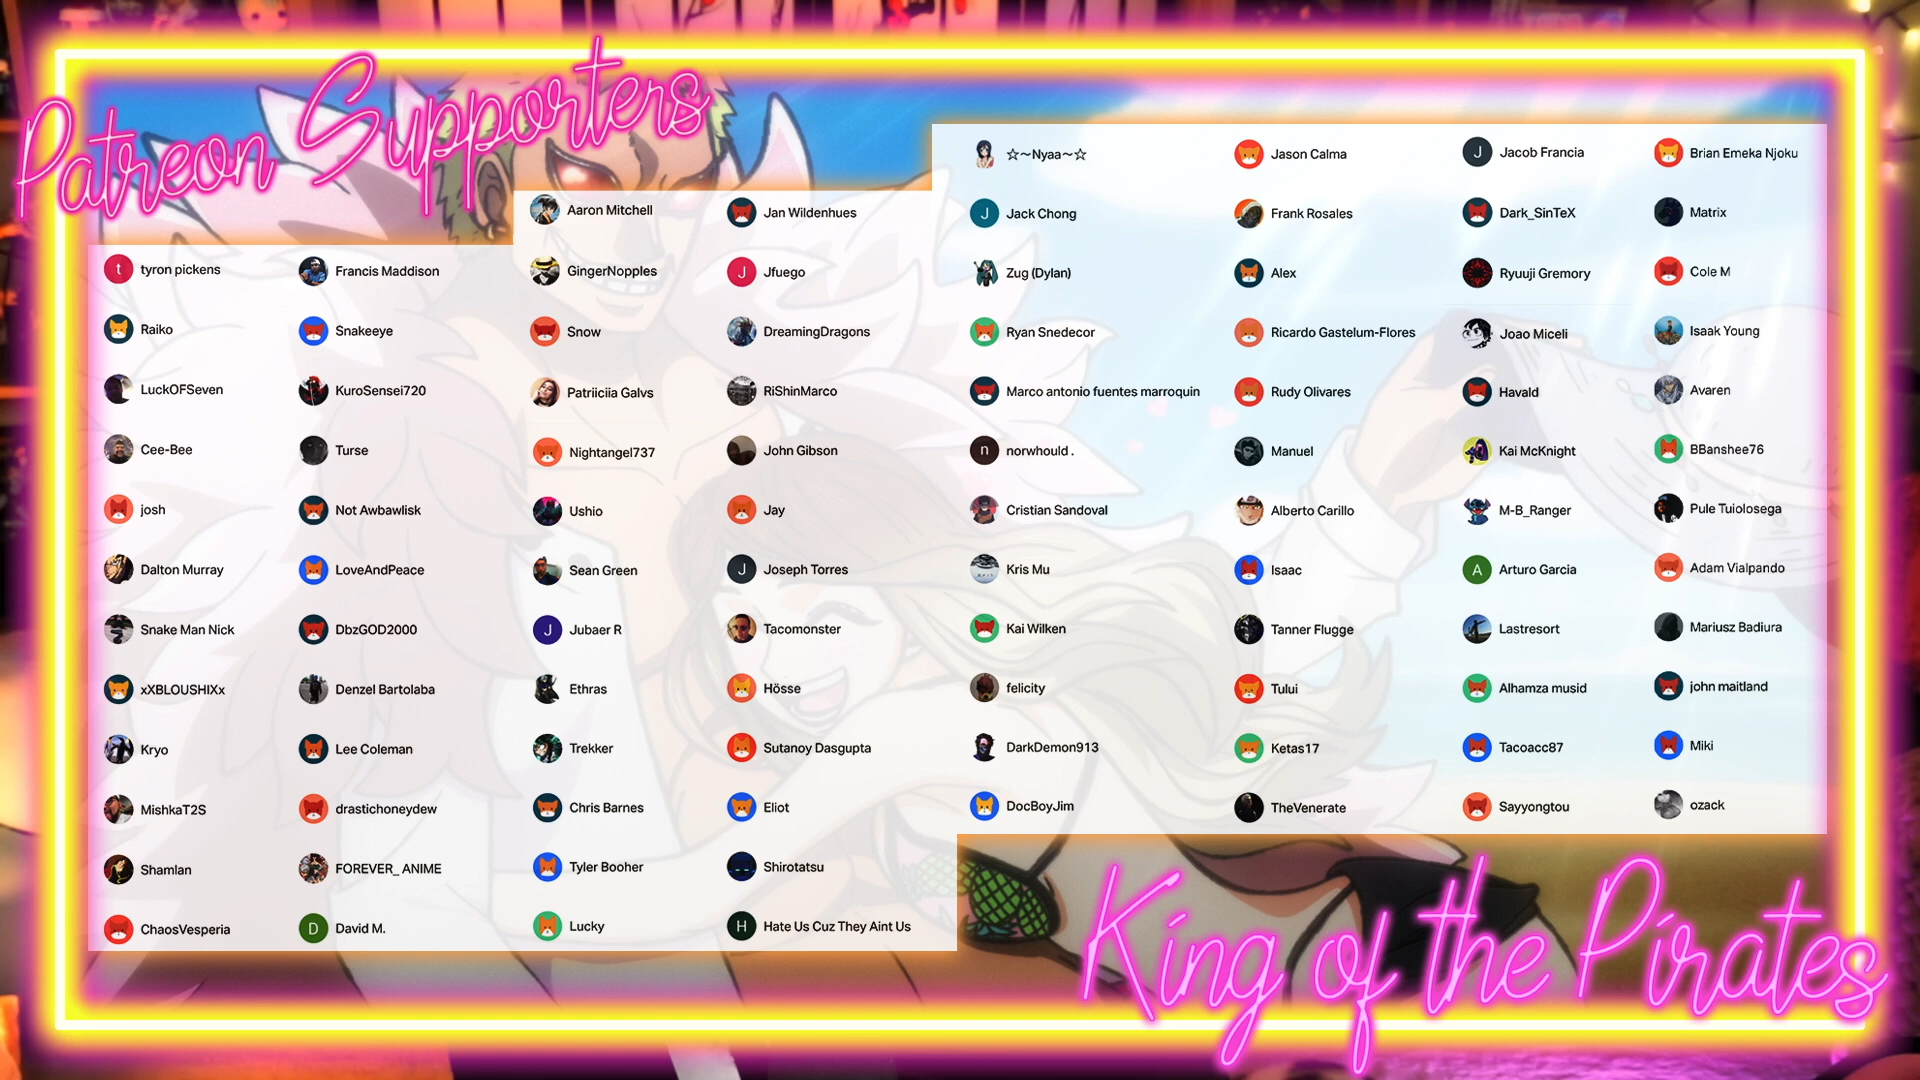 Patreon Supporters
tyron pickens
Raiko
LuckOFSeven
Cee-Bee
josh
Dalton Murray
Snake Man Nick
xXBLOUSHIXx
Kryo
MishkaT2S
Shamlan
ChaosVesperia
Francis Maddison
Snakeeye
KuroSensei720
Turse
Not Awbawlisk
LoveAndPeace
DbzGOD2000
Denzel Bartolaba
Lee Coleman
drastichoneydew
FOREVER_ ANIME
D David M.
Aaron Mitchell
GingerNopples
Snow
Patriiciia Galvs
Nightangel737
Ushio
Sean Green
J Jubaer R
Ethras
Trekker
Chris Barnes
Tyler Booher
Lucky
Jan Wildenhues
J Jfuego
DreamingDragons
RiShinMarco
John Gibson
Jay
J Joseph Torres
Tacomonster
Hösse
Sutanoy Dasgupta
Eliot
Shirotatsu
H Hate Us Cuz They Aint Us
☆~Nyaa~☆
J Jack Chong
Zug (Dylan)
Ryan Snedecor
Marco antonio fuentes marroquin
n norwhould .
Cristian Sandoval
Kris Mu
Kai Wilken
felicity
DarkDemon913
DocBoyJim
Jason Calma
Frank Rosales
Alex
Ricardo Gastelum-Flores
Rudy Olivares
Manuel
Alberto Carillo
Isaac
Tanner Flugge
Tului
Ketas17
TheVenerate
J Jacob Francia
Dark_SinTeX
Ryuuji Gremory
Joao Miceli
Havald
Kai McKnight
M-B_Ranger
A Arturo Garcia
Lastresort
Alhamza musid
Tacoacc87
Sayyongtou
Brian Emeka Njoku
Matrix
Cole M
Isaak Young
Avaren
BBanshee76
Pule Tuiolosega
Adam Vialpando
Mariusz Badiura
john maitland
Miki
ozack
King of the Pirates